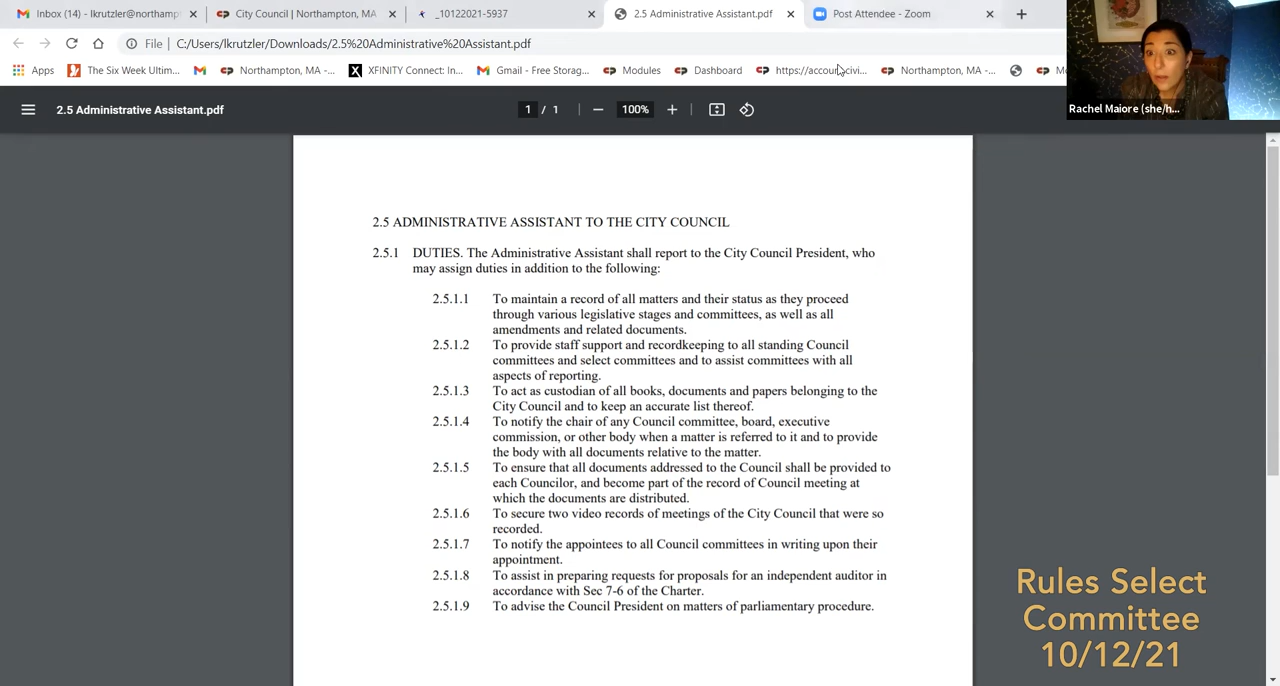 Inbox (14) - lkrutzler@northamp
City Council | Northampton, MA
_10122021-5937
2.5 Administrative Assistant.pdf
Post Attendee - Zoom
File
C:/Users/lkrutzler/Downloads/2.5%20Administrative%20Assistant.pdf
Apps
The Six Week Ultim...
Northampton, MA -...
XFINITY Connect: In...
Gmail - Free Storag...
Modules
Dashboard
https://accoun.civi...
Northampton, MA -...
Rachel Maiore (she/h...
2.5 Administrative Assistant.pdf
1 / 1
100%
2.5 ADMINISTRATIVE ASSISTANT TO THE CITY COUNCIL
2.5.1 DUTIES. The Administrative Assistant shall report to the City Council President, who
may assign duties in addition to the following:
2.5.1.1 To maintain a record of all matters and their status as they proceed
through various legislative stages and committees, as well as all
amendments and related documents.
2.5.1.2 To provide staff support and recordkeeping to all standing Council
committees and select committees and to assist committees with all
aspects of reporting.
2.5.1.3 To act as custodian of all books, documents and papers belonging to the
City Council and to keep an accurate list thereof.
2.5.1.4 To notify the chair of any Council committee, board, executive
commission, or other body when a matter is referred to it and to provide
the body with all documents relative to the matter.
2.5.1.5 To ensure that all documents addressed to the Council shall be provided to
each Councilor, and become part of the record of Council meeting at
which the documents are distributed.
2.5.1.6 To secure two video records of meetings of the City Council that were so
recorded.
2.5.1.7 To notify the appointees to all Council committees in writing upon their
appointment.
2.5.1.8 To assist in preparing requests for proposals for an independent auditor in
accordance with Sec 7-6 of the Charter.
2.5.1.9 To advise the Council President on matters of parliamentary procedure.
Rules Select
Committee
10/12/21